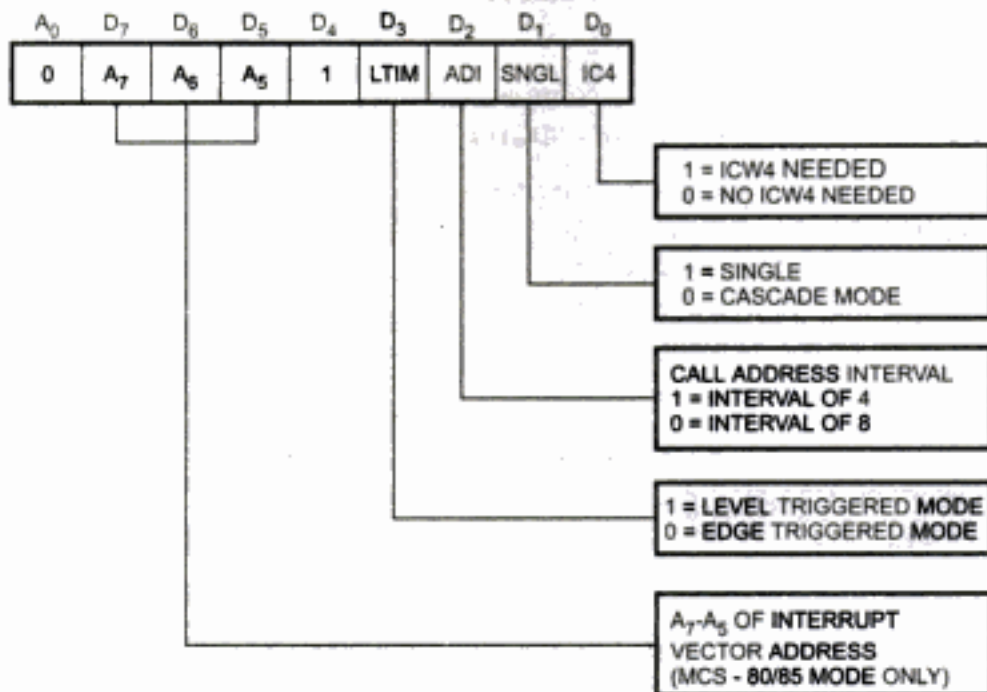 A₀ D₇ D₆ D₅ D₄ D₃ D₂ D₁ D₀
0 A₇ A₆ A₅ 1 LTIM ADI SNGL IC4
1 = ICW4 NEEDED
0 = NO ICW4 NEEDED
1 = SINGLE
0 = CASCADE MODE
CALL ADDRESS INTERVAL
1 = INTERVAL OF 4
0 = INTERVAL OF 8
1 = LEVEL TRIGGERED MODE
0 = EDGE TRIGGERED MODE
A₇-A₅ OF INTERRUPT
VECTOR ADDRESS
(MCS - 80/85 MODE ONLY)